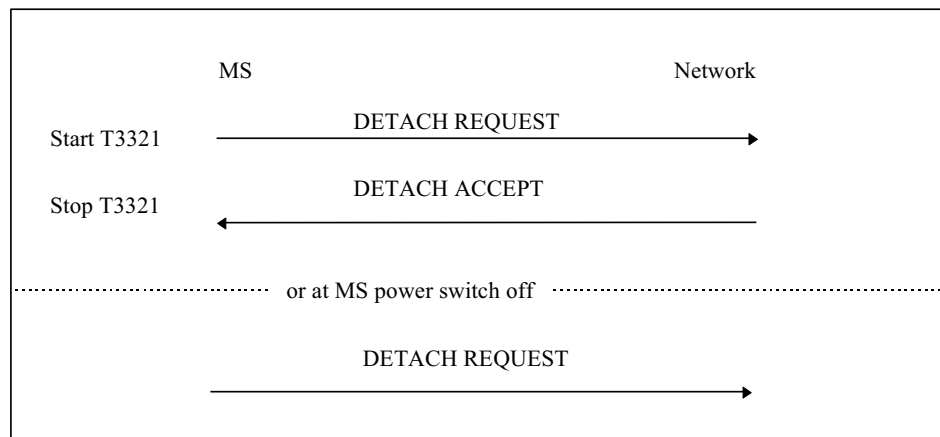 MS Network
DETACH REQUEST
Start T3321
DETACH ACCEPT
Stop T3321
or at MS power switch off
DETACH REQUEST